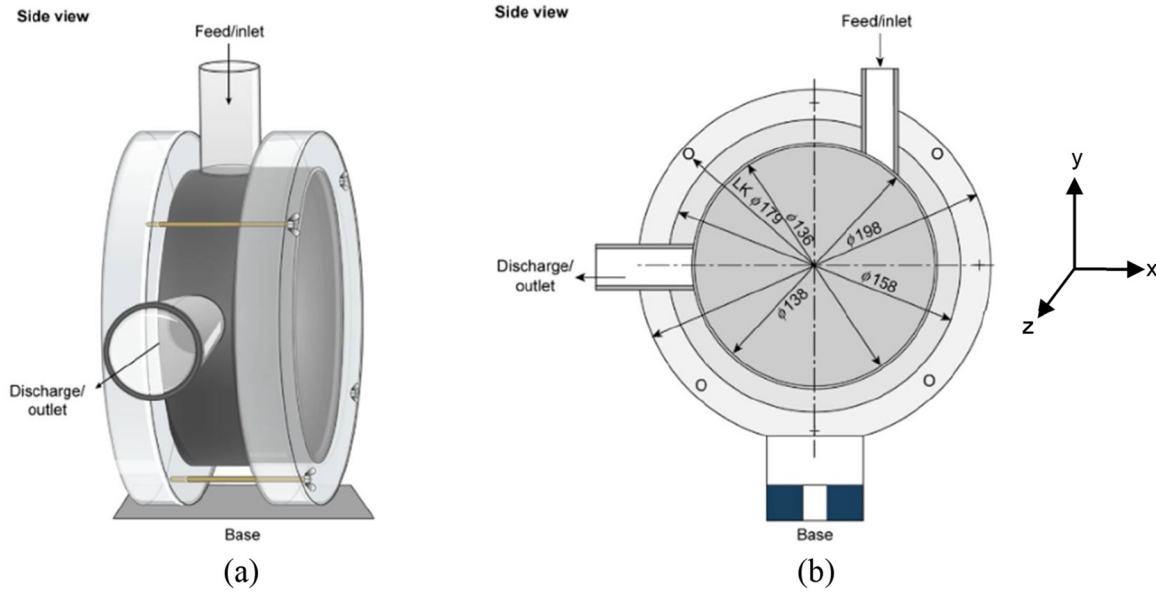 Side view
Feed/inlet
Discharge/
outlet
Base
(a)
Side view
Feed/inlet
LK ϕ179
ϕ136
ϕ198
ϕ158
ϕ138
Discharge/
outlet
Base
(b)
y
x
z